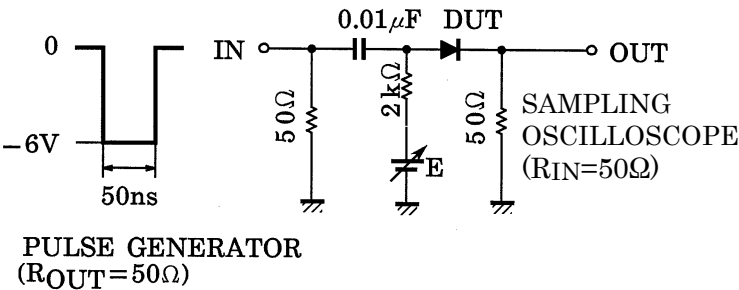 0.01μF DUT
0
IN
OUT
50Ω
2kΩ
50Ω
SAMPLING
OSCILLOSCOPE
(RIN=50Ω)
−6V
E
50ns
PULSE GENERATOR
(ROUT=50Ω)